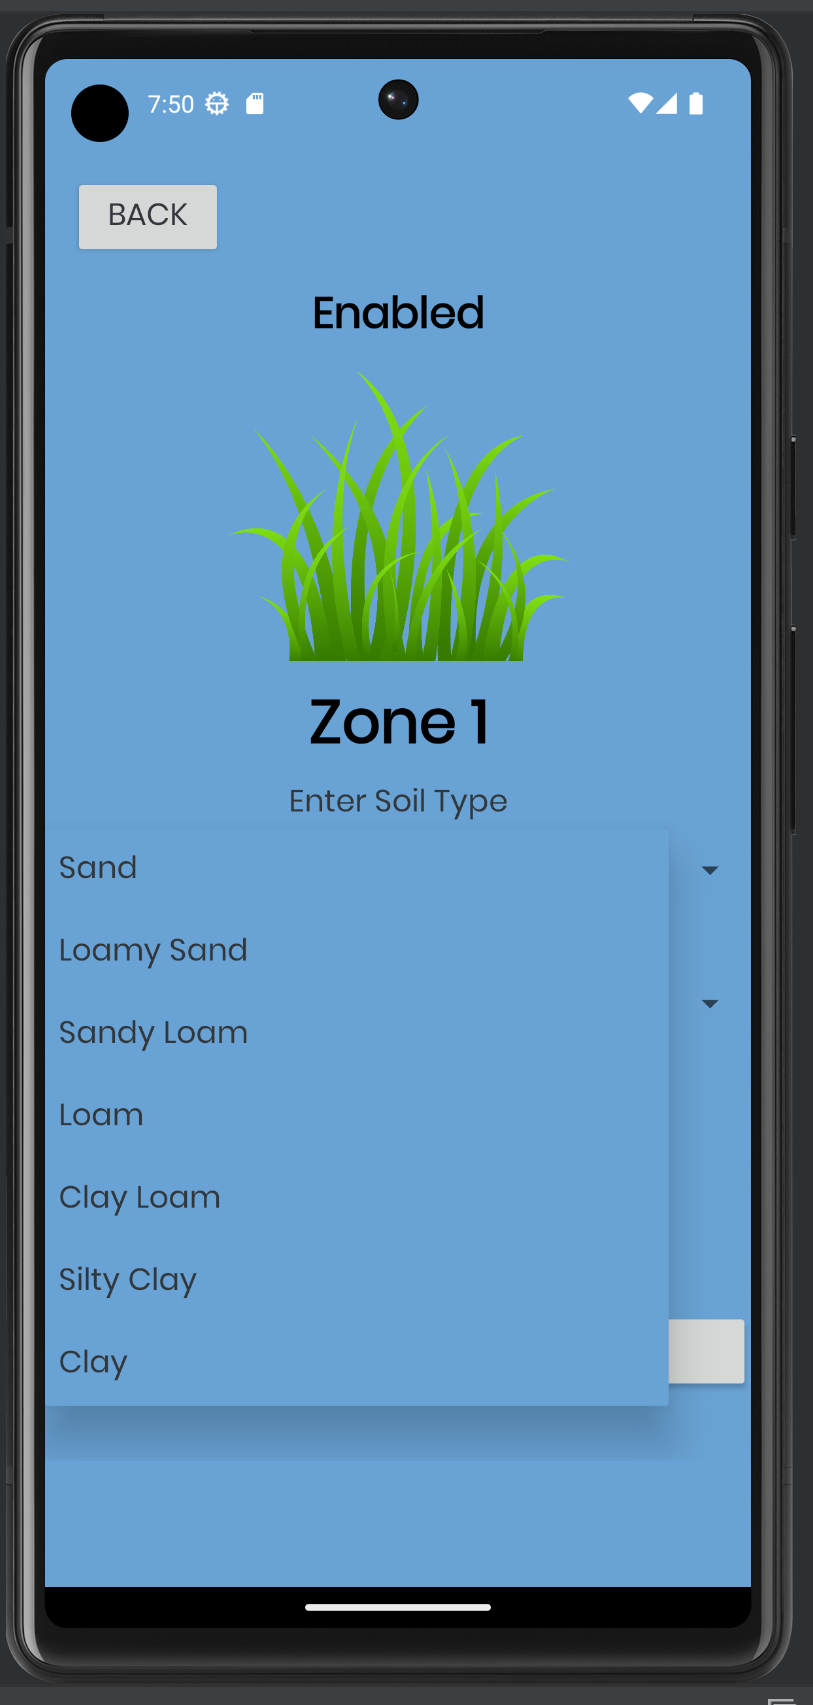 7:50
BACK
Enabled
Zone 1
Enter Soil Type
Sand
Loamy Sand
Sandy Loam
Loam
Clay Loam
Silty Clay
Clay